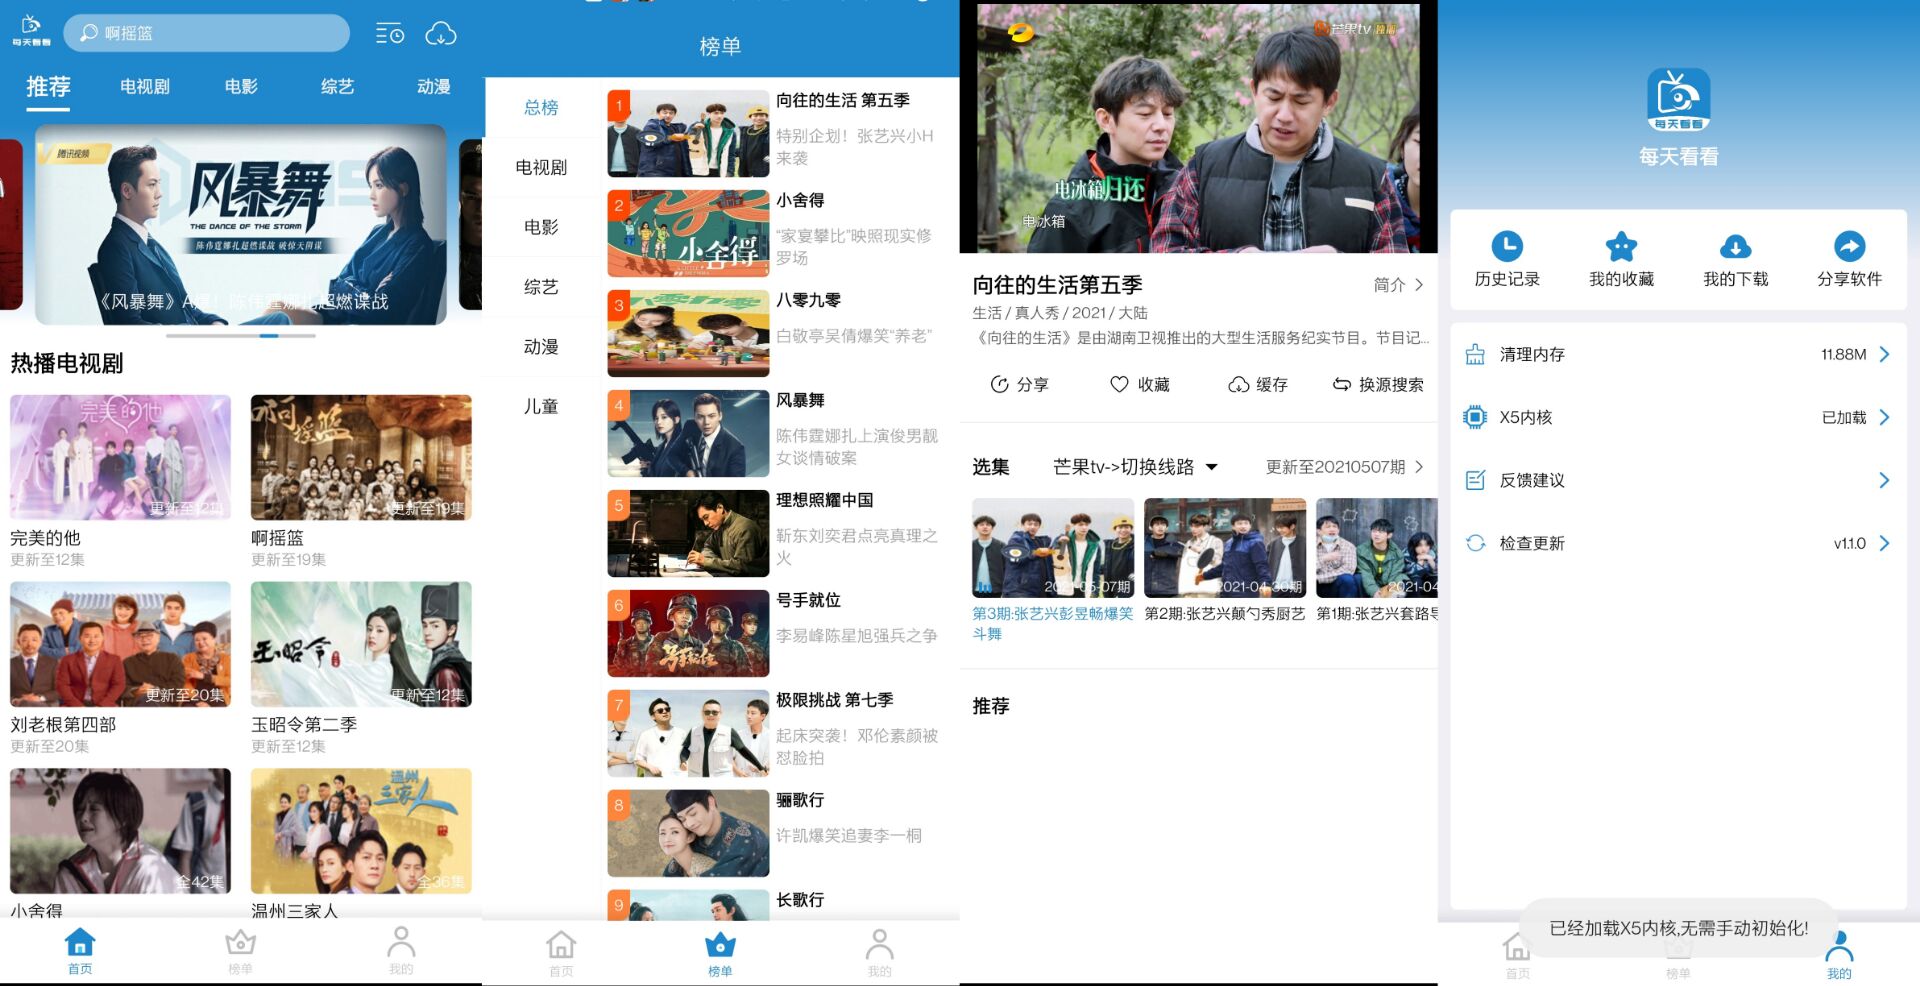 每天看看
啊摇篮
推荐
电视剧
电影
综艺
动漫
腾讯视频
风暴舞
THE DANCE OF THE STORM
陈伟霆娜扎超燃谍战 破惊天阴谋
热播电视剧
完美的他
更新至12集
完美的他
更新至12集
啊摇篮
更新至19集
啊摇篮
更新至19集
更新至20集
刘老根第四部
更新至20集
玉昭令
更新至12集
玉昭令第二季
更新至12集
全42集
小舍得
温州
三家人
全36集
温州三家人
首页
榜单
我的
榜单
总榜
电视剧
电影
综艺
动漫
儿童
1
向往的生活 第五季
特别企划！张艺兴小H
来袭
2
小舍得
小舍得
“家宴攀比”映照现实修
罗场
3
八零九零
白敬亭吴倩爆笑“养老”
4
风暴舞
陈伟霆娜扎上演俊男靓
女谈情破案
5
理想照耀中国
靳东刘奕君点亮真理之
火
6
号手就位
号手就位
李易峰陈星旭强兵之争
7
极限挑战 第七季
起床突袭！邓伦素颜被
怼脸拍
8
骊歌行
许凯爆笑追妻李一桐
9
长歌行
首页
榜单
我的
芒果tv 独播
电冰箱归还
电冰箱
向往的生活第五季
简介
生活 / 真人秀 / 2021 / 大陆
《向往的生活》是由湖南卫视推出的大型生活服务纪实节目。节目记...
分享
收藏
缓存
换源搜索
选集
芒果tv->切换线路
更新至20210507期
2021-05-07期
第3期:张艺兴彭昱畅爆笑
斗舞
2021-04-30期
第2期:张艺兴颠勺秀厨艺
2021-04
第1期:张艺兴套路
推荐
每天看看
每天看看
历史记录
我的收藏
我的下载
分享软件
清理内存
11.88M
X5内核
已加载
反馈建议
检查更新
v1.1.0
已经加载X5内核,无需手动初始化!
首页
榜单
我的